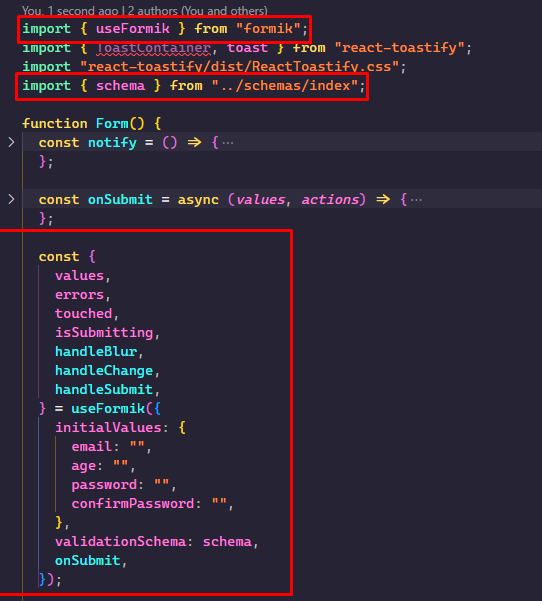 You, 1 second ago | 2 authors (You and others)
import { useFormik } from "formik";
import { ToastContainer, toast } from "react-toastify";
import "react-toastify/dist/ReactToastify.css";
import { schema } from "../schemas/index";
function Form() {
const notify = () => {…
};
const onSubmit = async (values, actions) => {…
};
const {
values,
errors,
touched,
isSubmitting,
handleBlur,
handleChange,
handleSubmit,
} = useFormik({
initialValues: {
email: "",
age: "",
password: "",
confirmPassword: "",
},
validationSchema: schema,
onSubmit,
});